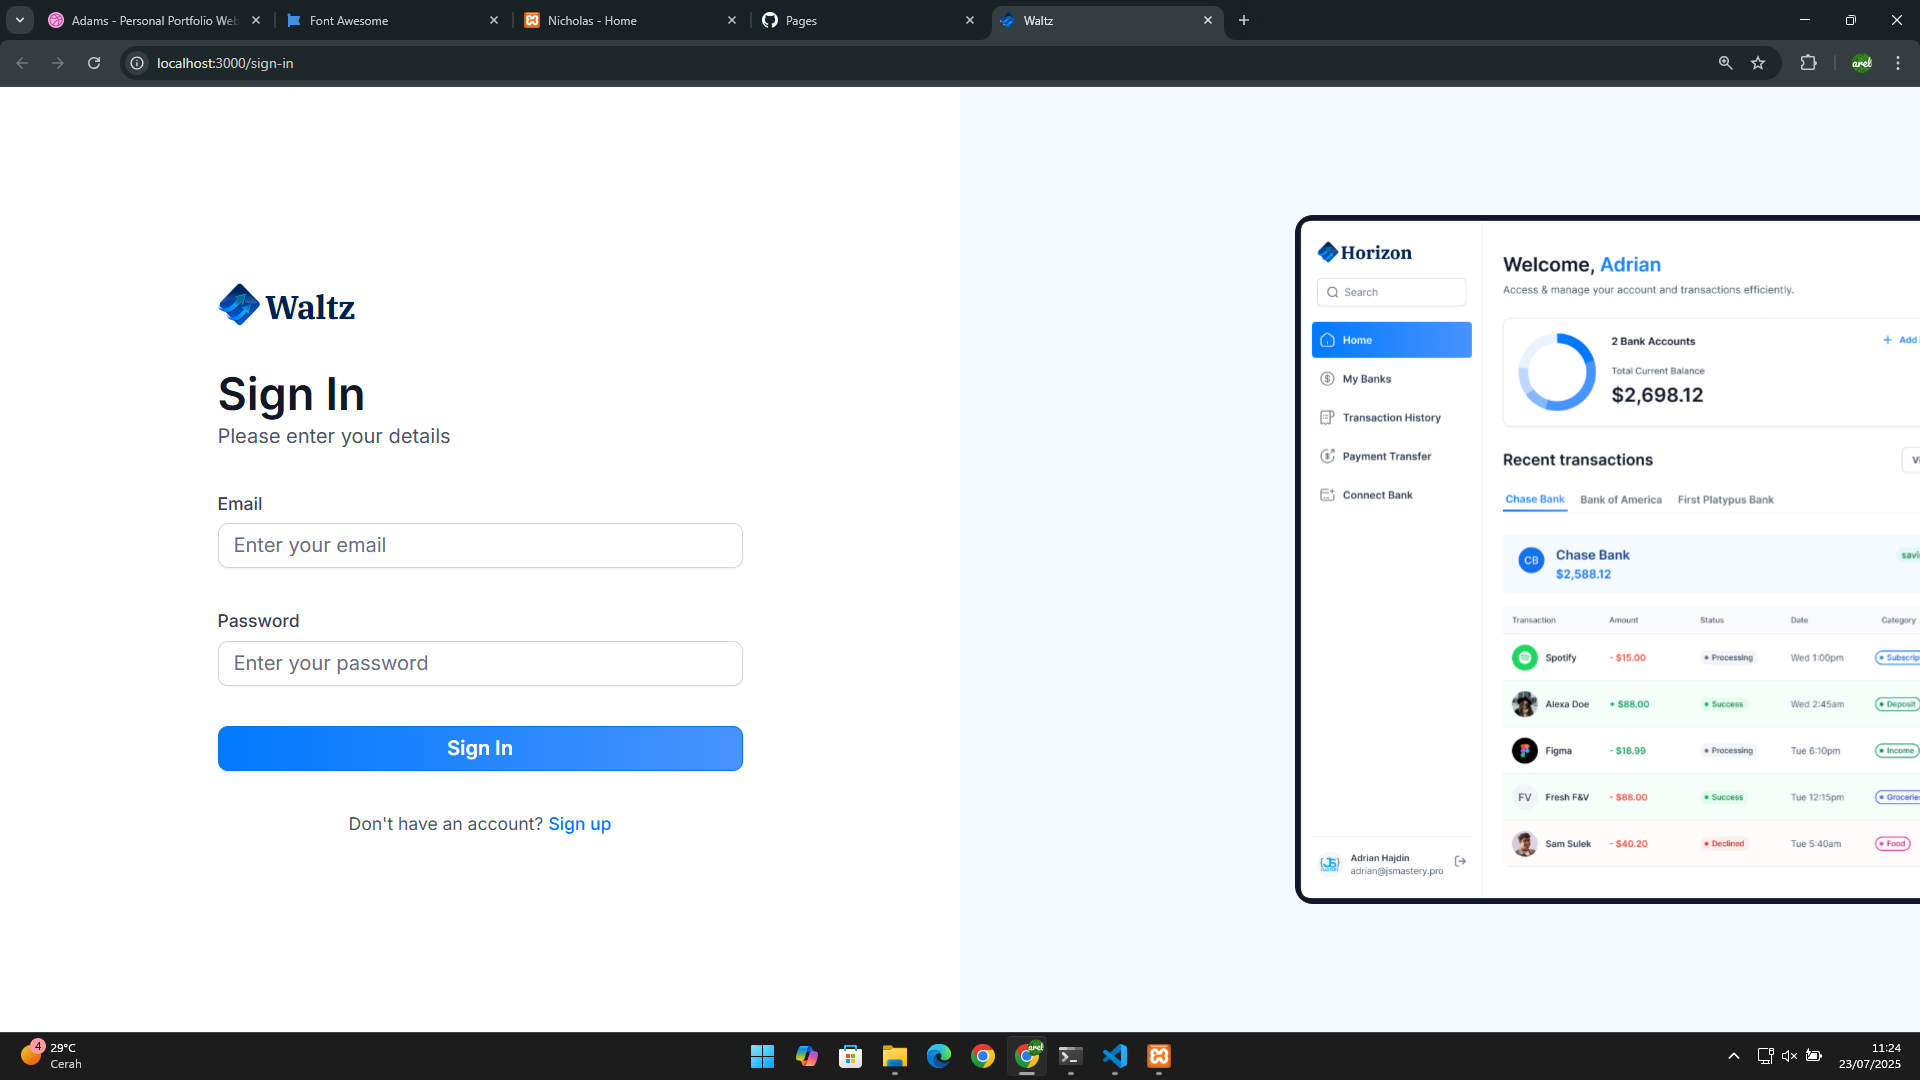 Adams - Personal Portfolio Web
Font Awesome
Nicholas - Home
Pages
Waltz
localhost:3000/sign-in
arel
Waltz
Sign In
Please enter your details
Email
Enter your email
Password
Enter your password
Sign In
Don't have an account? Sign up
Horizon
Search
Home
My Banks
Transaction History
Payment Transfer
Connect Bank
Adrian Hajdin
adrian@jsmastery.pro
Welcome, Adrian
Access & manage your account and transactions efficiently.
2 Bank Accounts
Add
Total Current Balance
$2,698.12
Recent transactions
Chase Bank Bank of America First Platypus Bank
CB
Chase Bank
$2,588.12
Transaction Amount Status Date Category
Spotify - $15.00 Processing Wed 1:00pm Subscrip
Alexa Doe + $88.00 Success Wed 2:45am Deposit
Figma - $18.99 Processing Tue 6:10pm Income
FV Fresh F&V - $88.00 Success Tue 12:15pm Grocerie
Sam Sulek - $40.20 Declined Tue 5:40am Food
4
29°C
Cerah
arel
11:24
23/07/2025